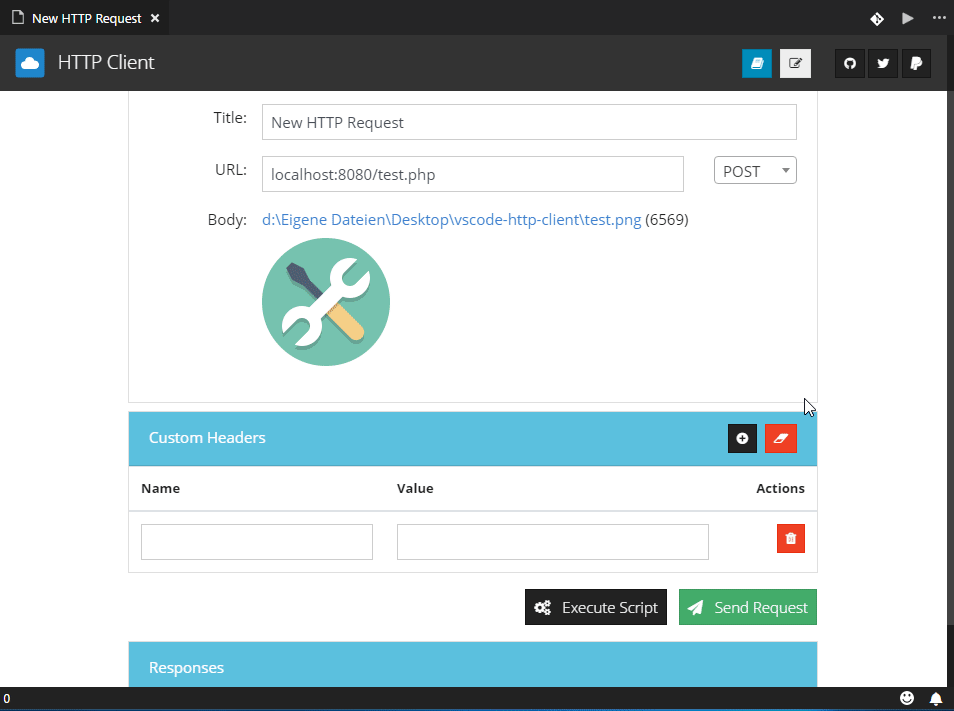 New HTTP Request
HTTP Client
Title: New HTTP Request
URL: localhost:8080/test.php POST
Body: d:\Eigene Dateien\Desktop\vscode-http-client\test.png (6569)
Custom Headers
Name Value Actions
Execute Script Send Request
Responses
0